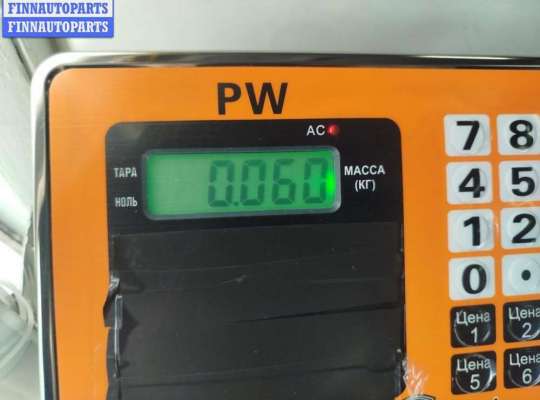 FINNAUTOPARTS
FINNAUTOPARTS
PW
AC
ТАРА
НОЛЬ
0.060
МАССА
(КГ)
7 8
4 5
1 2
0 .
Цена 1
Цена 2
Цена 5
Цена 6